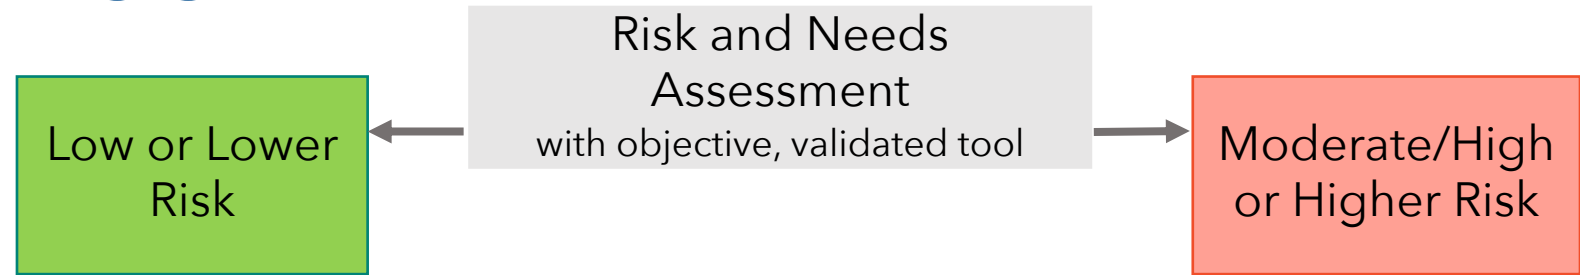 Risk and Needs
Assessment
with objective, validated tool
Low or Lower
Risk
Moderate/High
or Higher Risk